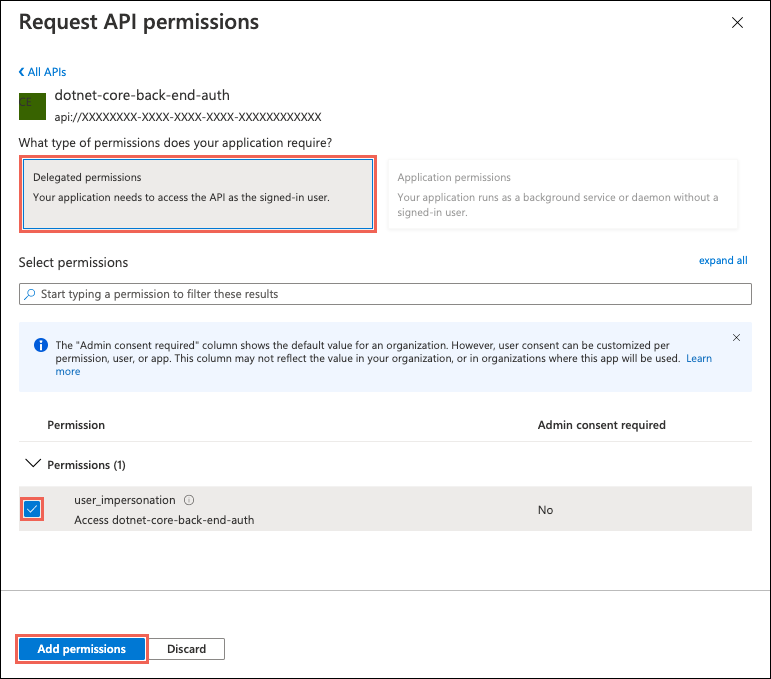 Request API permissions
All APIs
CE
dotnet-core-back-end-auth
api://XXXXXXXX-XXXX-XXXX-XXXX-XXXXXXXXXXXX
What type of permissions does your application require?
Delegated permissions
Your application needs to access the API as the signed-in user.
Application permissions
Your application runs as a background service or daemon without a
signed-in user.
Select permissions
expand all
Start typing a permission to filter these results
The "Admin consent required" column shows the default value for an organization. However, user consent can be customized per
permission, user, or app. This column may not reflect the value in your organization, or in organizations where this app will be used. Learn
more
Permission
Admin consent required
Permissions (1)
user_impersonation
Access dotnet-core-back-end-auth
No
Add permissions
Discard